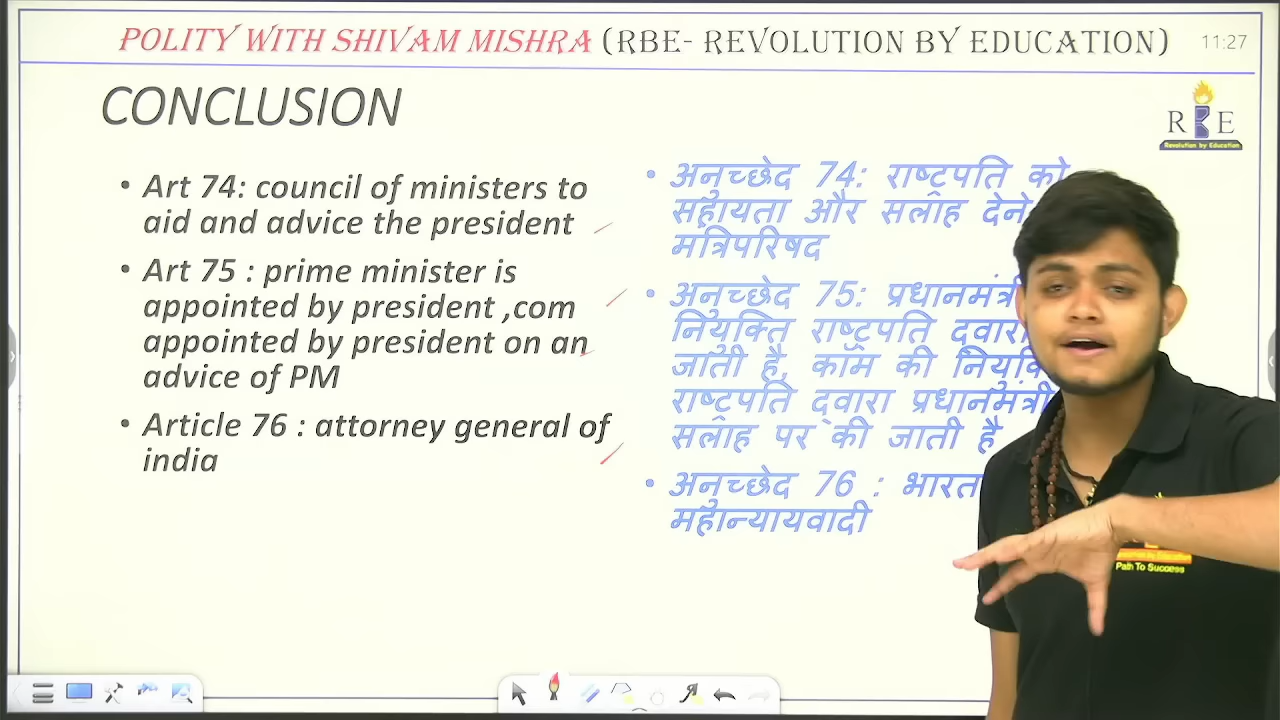 POLITY WITH SHIVAM MISHRA (RBE- REVOLUTION BY EDUCATION)
11:27
CONCLUSION
R E
Revolution by Education
• Art 74: council of ministers to
aid and advice the president
• Art 75 : prime minister is
appointed by president ,com
appointed by president on an
advice of PM
• Article 76 : attorney general of
india
• अनुच्छेद 74: राष्ट्रपति को
सहायता और सलाह देने
मंत्रिपरिषद
• अनुच्छेद 75: प्रधानमंत्री
नियुक्ति राष्ट्रपति द्वारा
जाती है, कॉम की
राष्ट्रपति द्वारा प्रधानमंत्री
सलाह पर की जाती है
• अनुच्छेद 76 : भारत
महान्यायवादी
Path To Success